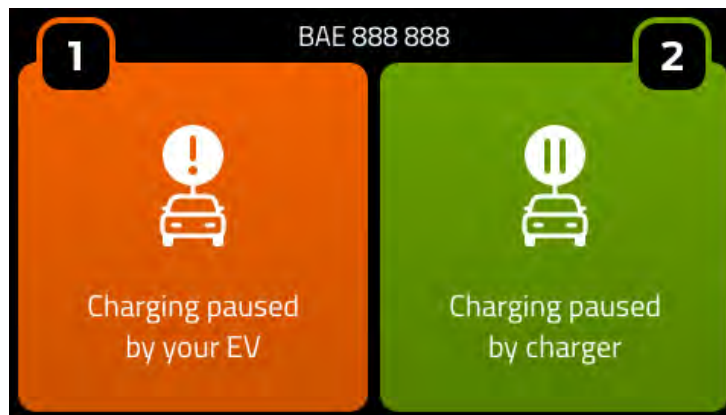 BAE 888 888
1
2
!
Charging paused
by your EV
Charging paused
by charger